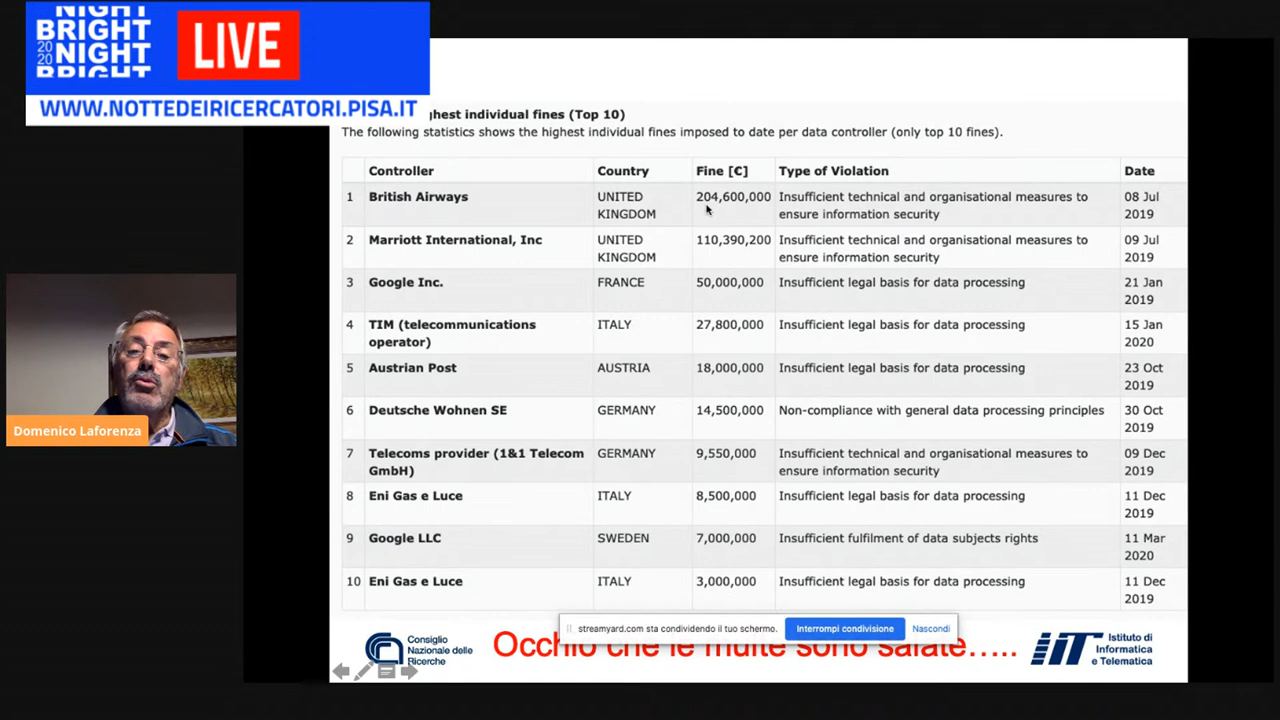 NIGHT
BRIGHT
20 NIGHT
20
BRIGHT
LIVE
WWW.NOTTEDEIRICERCATORI.PISA.IT
ghest individual fines (Top 10)
The following statistics shows the highest individual fines imposed to date per data controller (only top 10 fines).
Controller Country Fine [€] Type of Violation Date
1 British Airways UNITED KINGDOM 204,600,000 Insufficient technical and organisational measures to ensure information security 08 Jul 2019
2 Marriott International, Inc UNITED KINGDOM 110,390,200 Insufficient technical and organisational measures to ensure information security 09 Jul 2019
3 Google Inc. FRANCE 50,000,000 Insufficient legal basis for data processing 21 Jan 2019
4 TIM (telecommunications operator) ITALY 27,800,000 Insufficient legal basis for data processing 15 Jan 2020
5 Austrian Post AUSTRIA 18,000,000 Insufficient legal basis for data processing 23 Oct 2019
6 Deutsche Wohnen SE GERMANY 14,500,000 Non-compliance with general data processing principles 30 Oct 2019
7 Telecoms provider (1&1 Telecom GmbH) GERMANY 9,550,000 Insufficient technical and organisational measures to ensure information security 09 Dec 2019
8 Eni Gas e Luce ITALY 8,500,000 Insufficient legal basis for data processing 11 Dec 2019
9 Google LLC SWEDEN 7,000,000 Insufficient fulfilment of data subjects rights 11 Mar 2020
10 Eni Gas e Luce ITALY 3,000,000 Insufficient legal basis for data processing 11 Dec 2019
Domenico Laforenza
streamyard.com sta condividendo il tuo schermo. Interrompi condivisione Nascondi
Consiglio
Nazionale delle
Ricerche
Occhio che le multe sono salate.....
IIT
Istituto di
Informatica
e Telematica